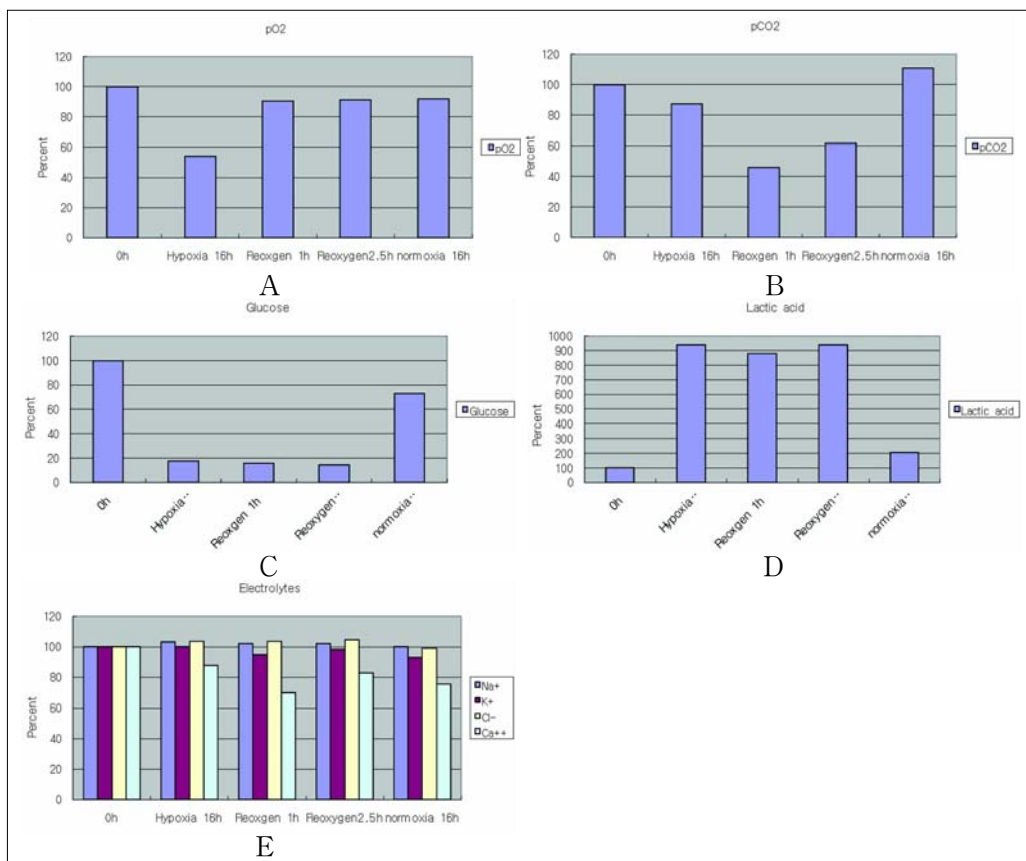 pO2
120
100
80
60
40
20
0
Percent
0h Hypoxia 16h Reoxgen 1h Reoxygen2.5h normoxia 16h
pO2
A
pCO2
120
100
80
60
40
20
0
Percent
0h Hypoxia 16h Reoxgen 1h Reoxygen2.5h normoxia 16h
pCO2
B
Glucose
120
100
80
60
40
20
0
Percent
0h Hypoxia.. Reoxgen 1h Reoxygen.. normoxia..
Glucose
C
Lactic acid
1000
900
800
700
600
500
400
300
200
100
0
Percent
0h Hypoxia.. Reoxgen 1h Reoxygen.. normoxia..
Lactic acid
D
Electrolytes
120
100
80
60
40
20
0
Percent
0h Hypoxia 16h Reoxgen 1h Reoxygen2.5h normoxia 16h
Na+
K+
Cl-
Ca++
E